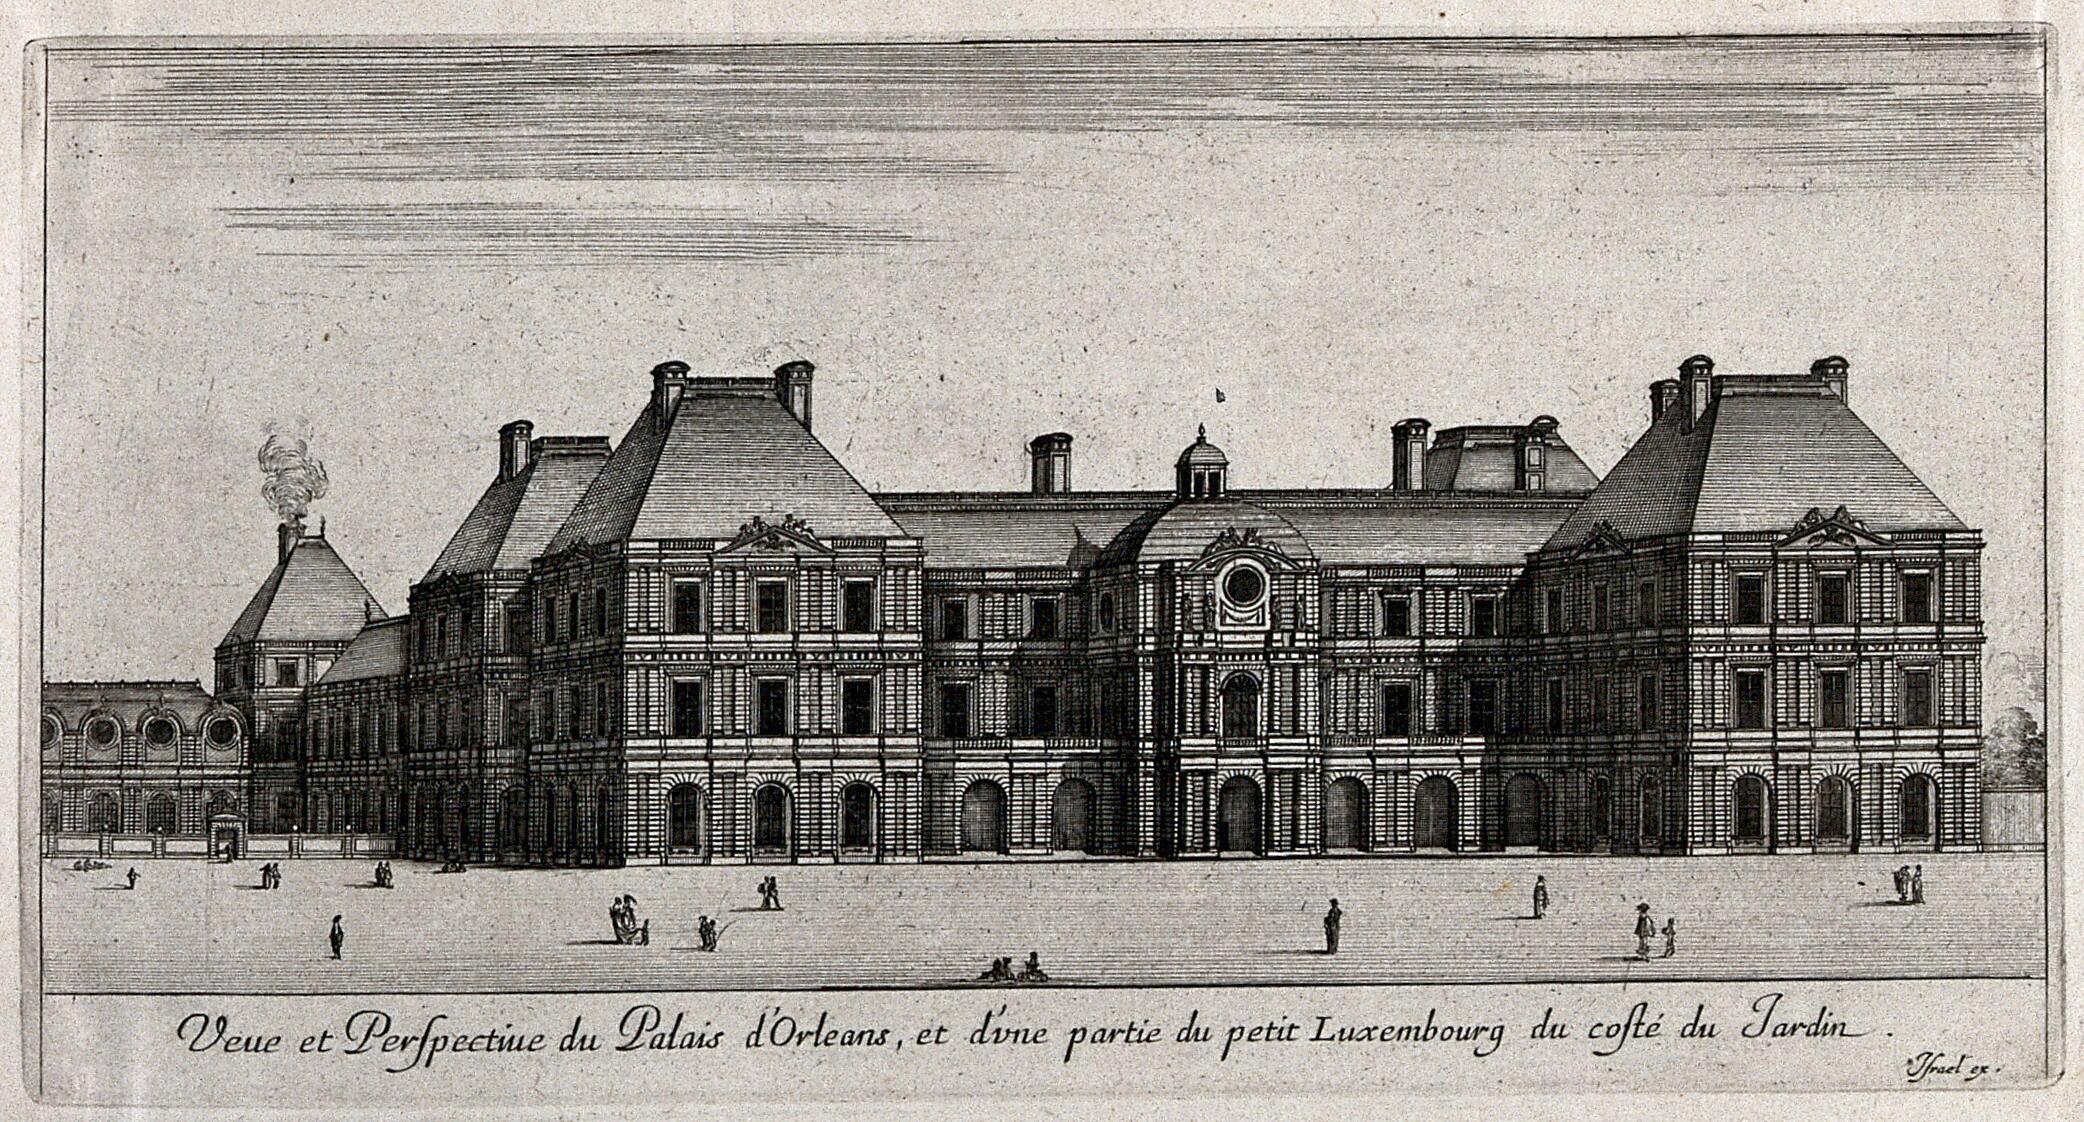 Veue et Perſpectiue du Palais d'Orleans, et d'vne partie du petit Luxembourg du coſté du Jardin .
Iſrael ex .